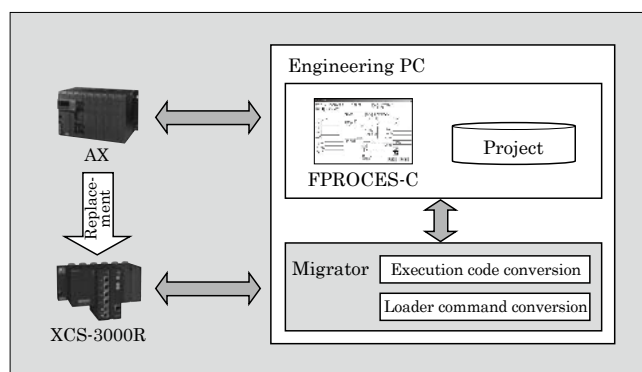 Engineering PC
AX
FPROCES-C
Project
Replace-
ment
Migrator
Execution code conversion
Loader command conversion
XCS-3000R